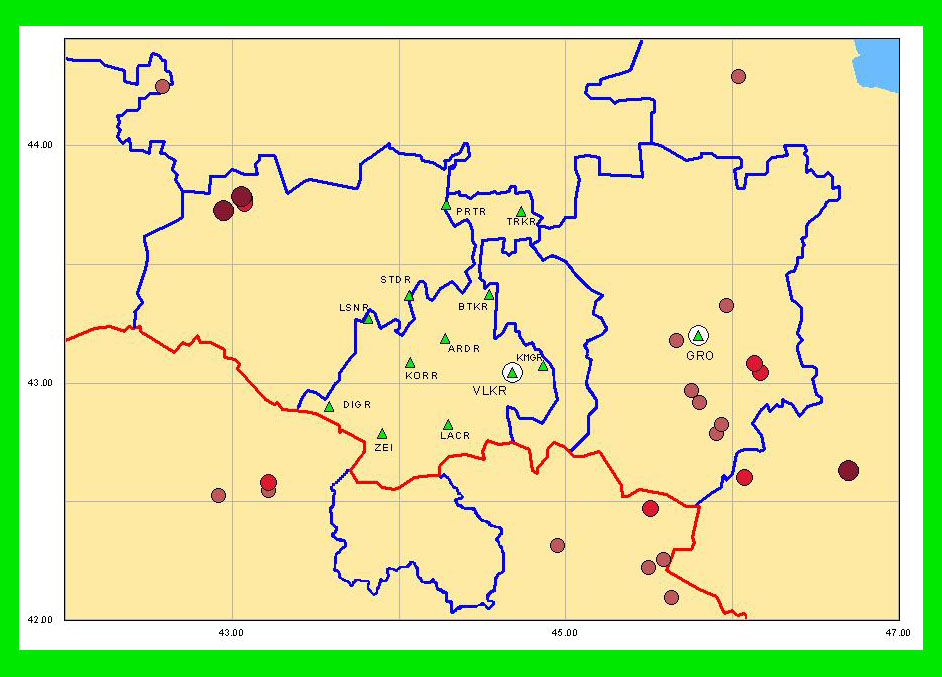 44.00
PRTR
TRKR
STDR
LSNR
BTKR
ARDR
KMGR
GRO
43.00
KORR
VLKR
DIGR
LACR
ZEI
42.00
43.00
45.00
47.00